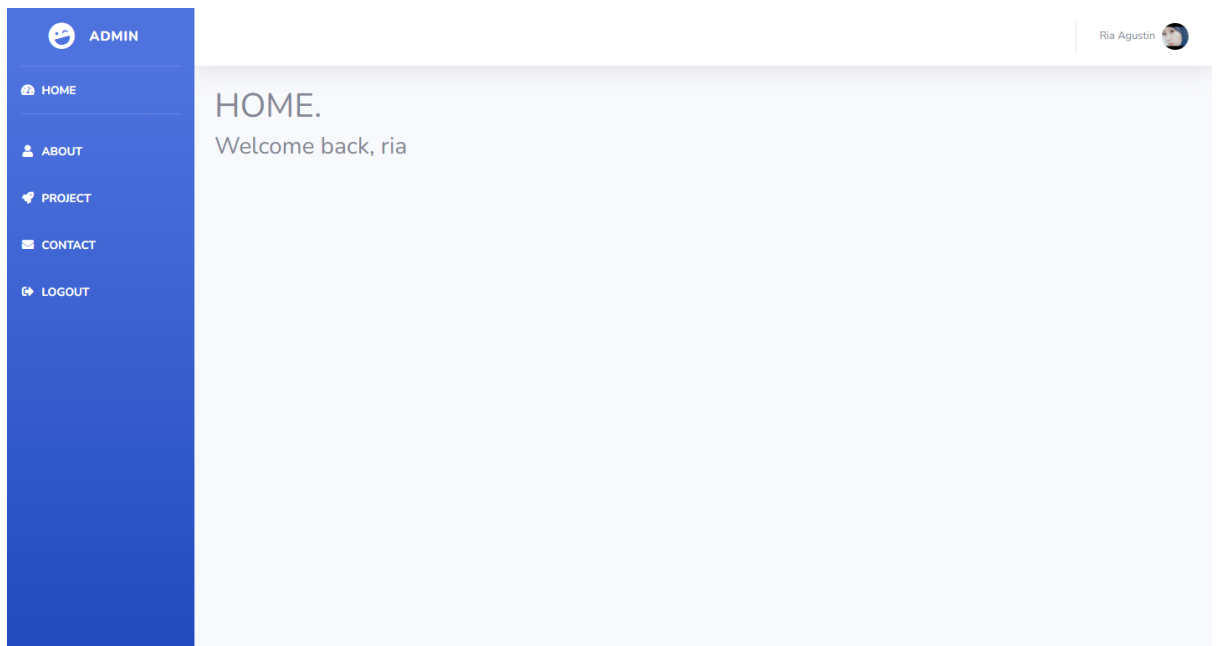 ADMIN
Ria Agustin
HOME
HOME.
Welcome back, ria
ABOUT
PROJECT
CONTACT
LOGOUT